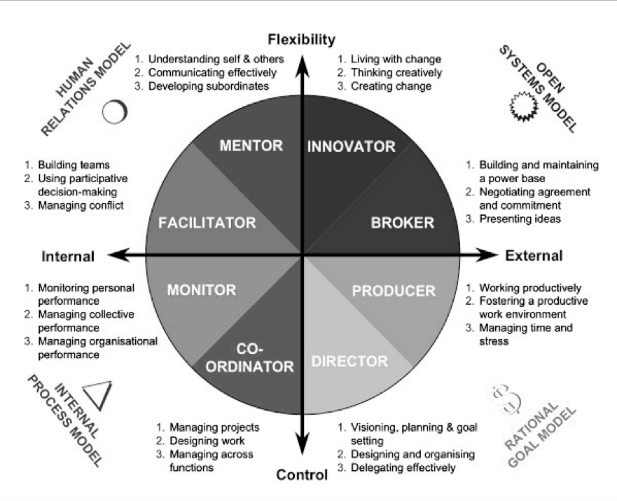 Flexibility
HUMAN
RELATIONS MODEL
1. Understanding self & others
2. Communicating effectively
3. Developing subordinates
1. Living with change
2. Thinking creatively
3. Creating change
OPEN
SYSTEMS MODEL
MENTOR
INNOVATOR
1. Building teams
2. Using participative
decision-making
3. Managing conflict
1. Building and maintaining
a power base
2. Negotiating agreement
and commitment
3. Presenting ideas
FACILITATOR
BROKER
Internal
External
1. Monitoring personal
performance
2. Managing collective
performance
3. Managing organisational
performance
MONITOR
PRODUCER
1. Working productively
2. Fostering a productive
work environment
3. Managing time and
stress
CO-
ORDINATOR
DIRECTOR
INTERNAL
PROCESS MODEL
1. Managing projects
2. Designing work
3. Managing across
functions
1. Visioning, planning & goal
setting
2. Designing and organising
3. Delegating effectively
RATIONAL
GOAL MODEL
Control